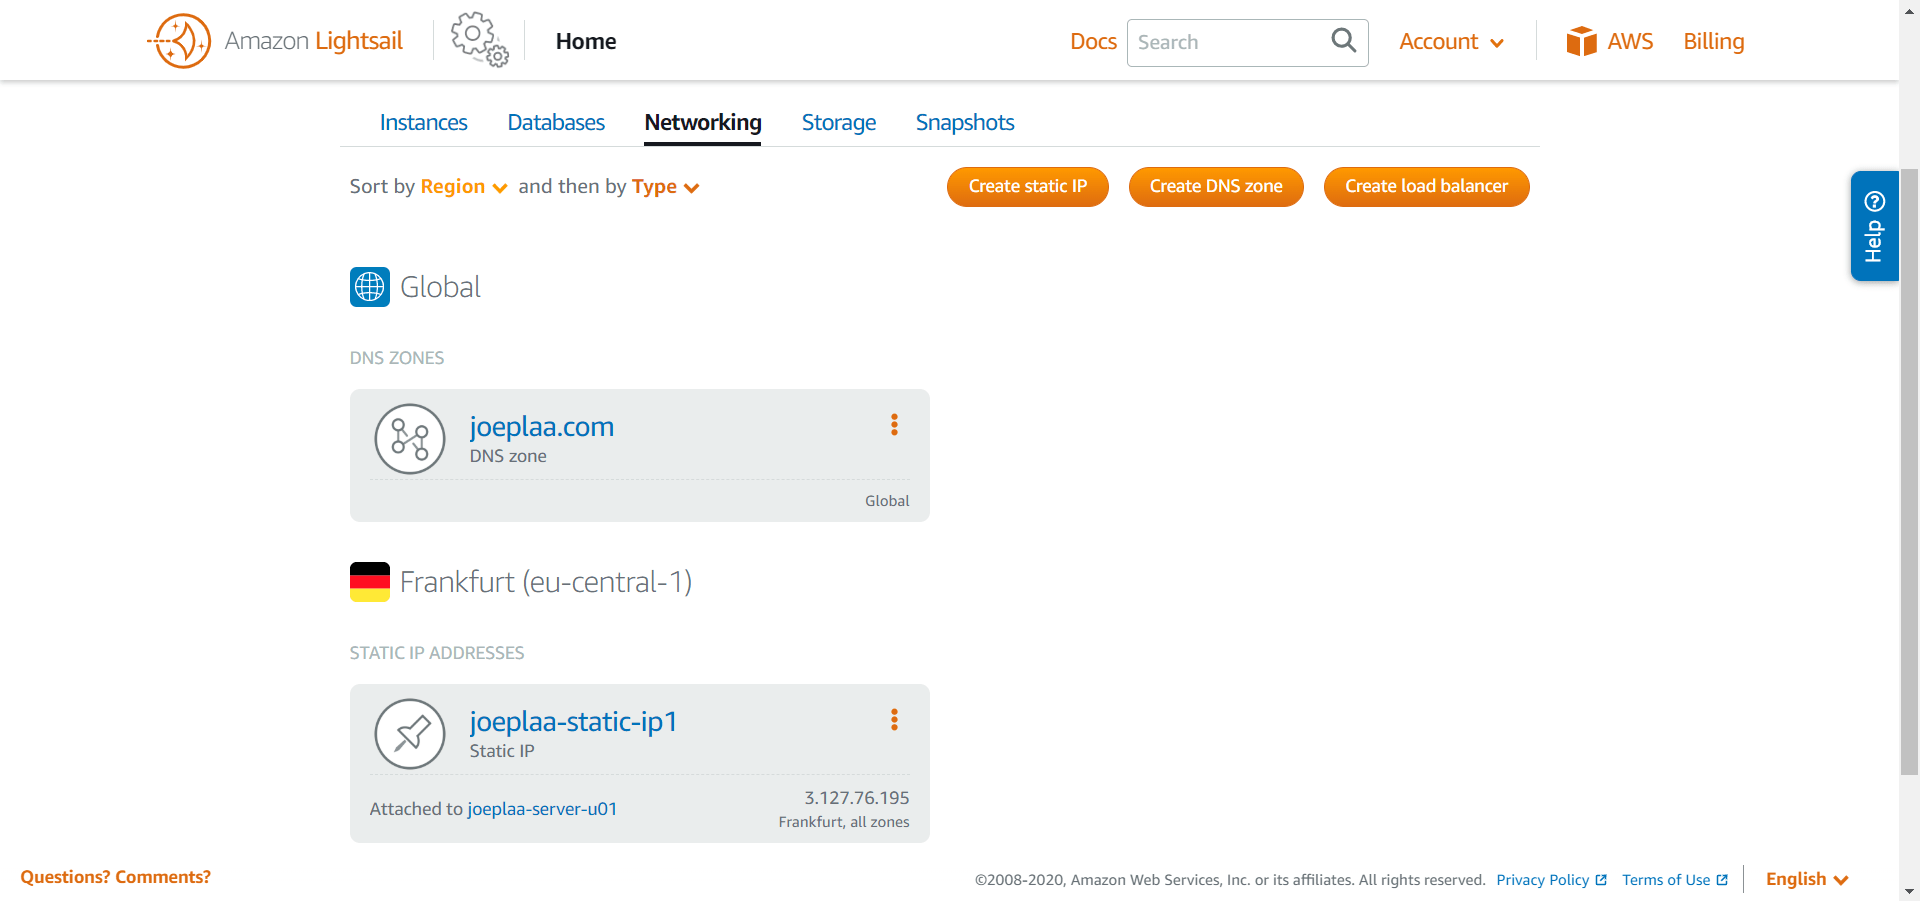 Amazon Lightsail Home Docs Search Account AWS Billing
Instances Databases Networking Storage Snapshots
Sort by Region and then by Type Create static IP Create DNS zone Create load balancer
Help
Global
DNS ZONES
joeplaa.com
DNS zone
Global
Frankfurt (eu-central-1)
STATIC IP ADDRESSES
joeplaa-static-ip1
Static IP
Attached to joeplaa-server-u01
3.127.76.195
Frankfurt, all zones
Questions? Comments? ©2008-2020, Amazon Web Services, Inc. or its affiliates. All rights reserved. Privacy Policy Terms of Use English